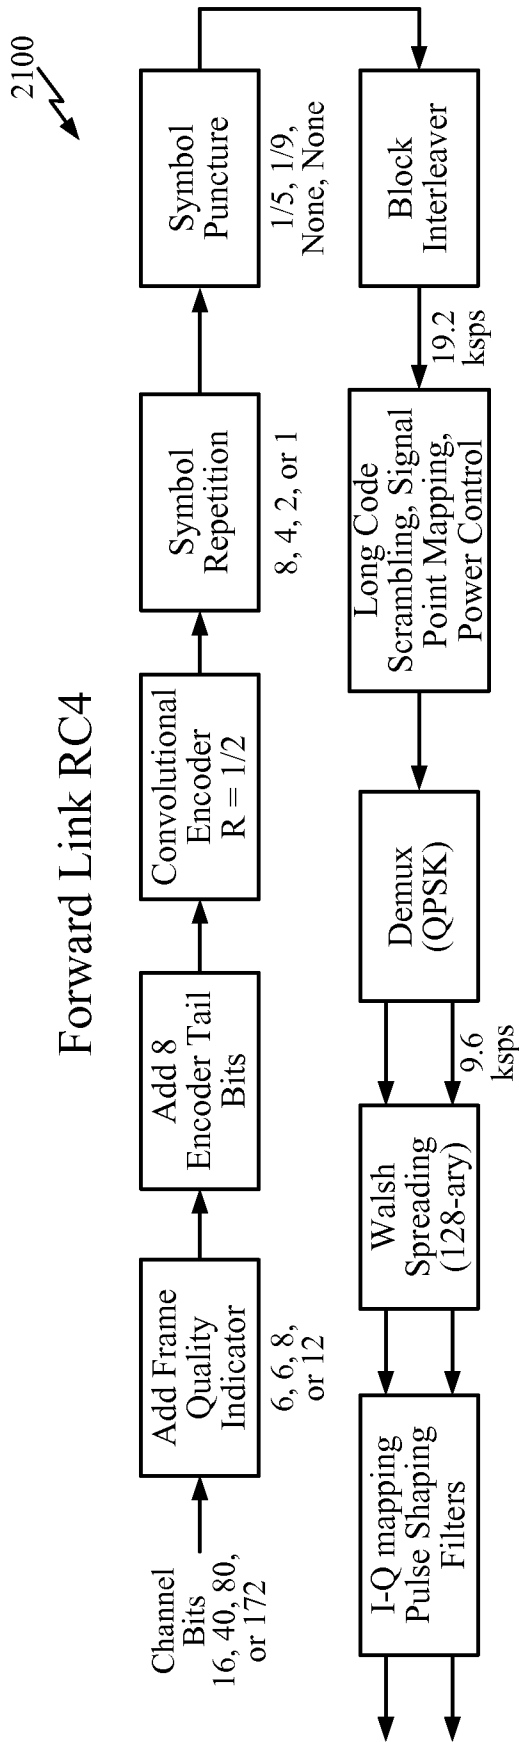 2100
Forward Link RC4
Channel
Bits
16, 40, 80,
or 172
Add Frame
Quality
Indicator
6, 6, 8,
or 12
Add 8
Encoder Tail
Bits
Convolutional
Encoder
R = 1/2
Symbol
Repetition
8, 4, 2, or 1
Symbol
Puncture
1/5, 1/9,
None, None
Block
Interleaver
19.2
ksps
Long Code
Scrambling, Signal
Point Mapping,
Power Control
Demux
(QPSK)
9.6
ksps
Walsh
Spreading
(128-ary)
I-Q mapping
Pulse Shaping
Filters